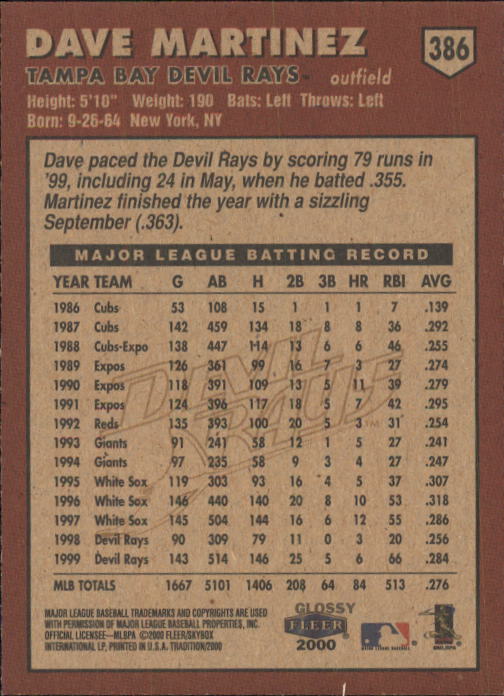 DAVE MARTINEZ
386
TAMPA BAY DEVIL RAYS™ outfield
Height: 5'10" Weight: 190 Bats: Left Throws: Left
Born: 9-26-64 New York, NY
Dave paced the Devil Rays by scoring 79 runs in
'99, including 24 in May, when he batted .355.
Martinez finished the year with a sizzling
September (.363).
MAJOR LEAGUE BATTING RECORD
YEAR TEAM G AB H 2B 3B HR RBI AVG
1986 Cubs 53 108 15 1 1 1 7 .139
1987 Cubs 142 459 134 18 8 8 36 .292
1988 Cubs-Expo 138 447 114 13 6 6 46 .255
1989 Expos 126 361 99 16 7 3 27 .274
1990 Expos 118 391 109 13 5 11 39 .279
1991 Expos 124 396 117 18 5 7 42 .295
1992 Reds 135 393 100 20 5 3 31 .254
1993 Giants 91 241 58 12 1 5 27 .241
1994 Giants 97 235 58 9 3 4 27 .247
1995 White Sox 119 303 93 16 4 5 37 .307
1996 White Sox 146 440 140 20 8 10 53 .318
1997 White Sox 145 504 144 16 6 12 55 .286
1998 Devil Rays 90 309 79 11 0 3 20 .256
1999 Devil Rays 143 514 146 25 5 6 66 .284
MLB TOTALS 1667 5101 1406 208 64 84 513 .276
DEVIL
RAYS™
MAJOR LEAGUE BASEBALL TRADEMARKS AND COPYRIGHTS ARE USED
WITH PERMISSION OF MAJOR LEAGUE BASEBALL PROPERTIES, INC.
OFFICIAL LICENSEE—MLBPA ©2000 FLEER/SKYBOX
INTERNATIONAL LP, PRINTED IN U.S.A. TRADITION/2000
GLOSSY
FLEER
2000